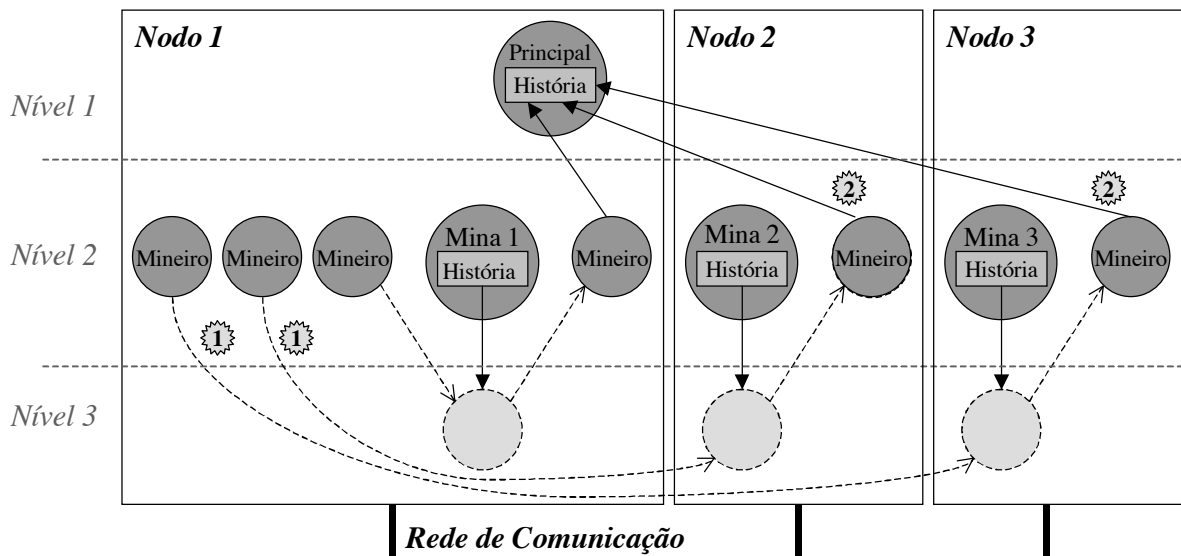 Nodo 1
Nodo 2
Nodo 3
Principal
História
Nível 1
2
2
Nível 2
Mineiro
Mineiro
Mineiro
Mina 1
História
Mineiro
Mina 2
História
Mineiro
Mina 3
História
Mineiro
1
1
Nível 3
Rede de Comunicação